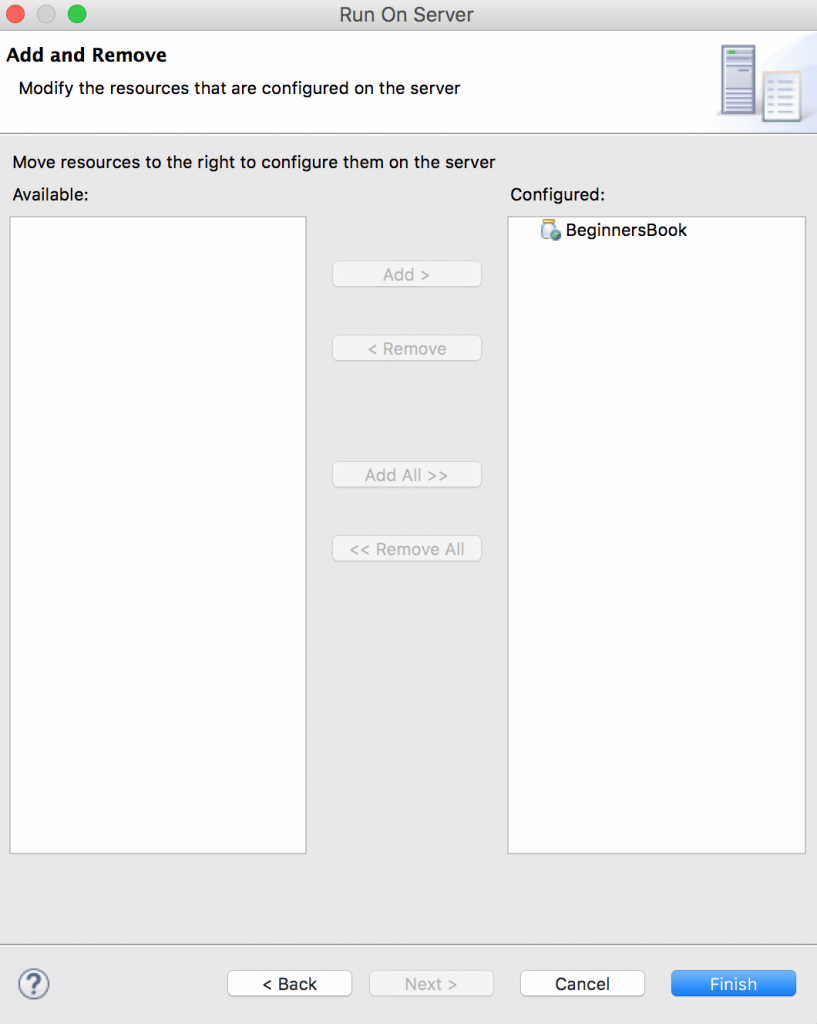 Run On Server
Add and Remove
Modify the resources that are configured on the server
Move resources to the right to configure them on the server
Available:
Configured:
BeginnersBook
Add >
< Remove
Add All >>
<< Remove All
?
< Back
Next >
Cancel
Finish